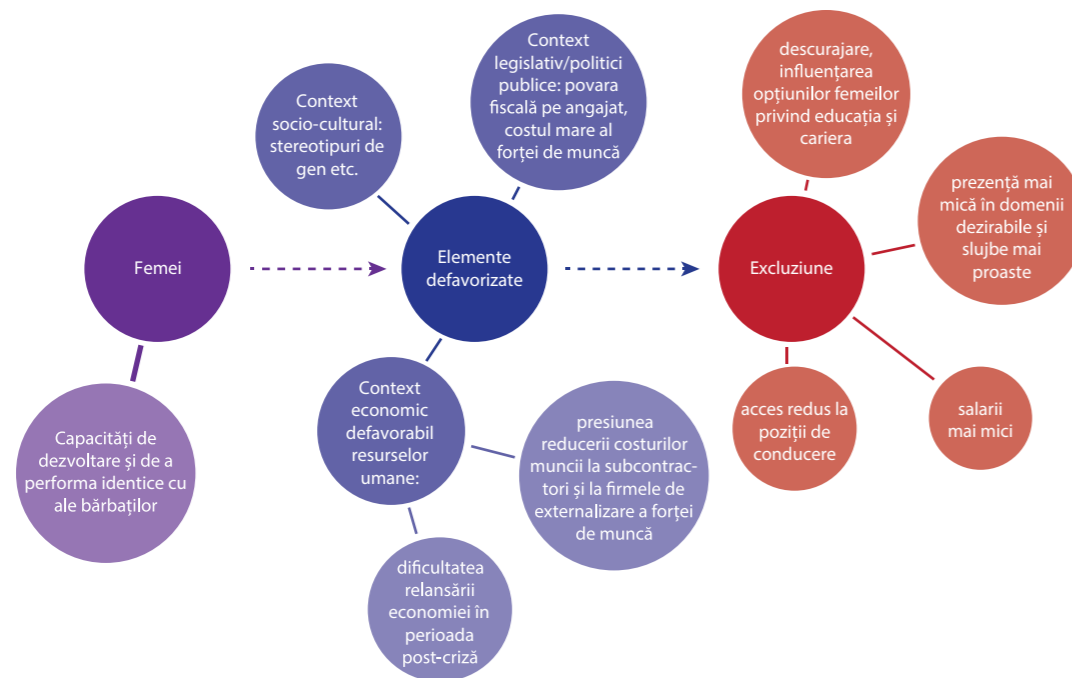 Femei
Capacități de
dezvoltare și de a
performa identice cu
ale bărbaților
Context
socio-cultural:
stereotipuri de
gen etc.
Context
legislativ/politici
publice: povara
fiscală pe angajat,
costul mare al
forței de muncă
Elemente
defavorizate
Context
economic
defavorabil
resurselor
umane:
presiunea
reducerii costurilor
muncii la subcontrac-
tori și la firmele de
externalizare a forței
de muncă
dificultatea
relansării
economiei în
perioada
post-criză
Excluziune
descurajare,
influențarea
opțiunilor femeilor
privind educația și
cariera
prezență mai
mică în domenii
dezirabile și
slujbe mai
proaste
salarii
mai mici
acces redus la
poziții de
conducere